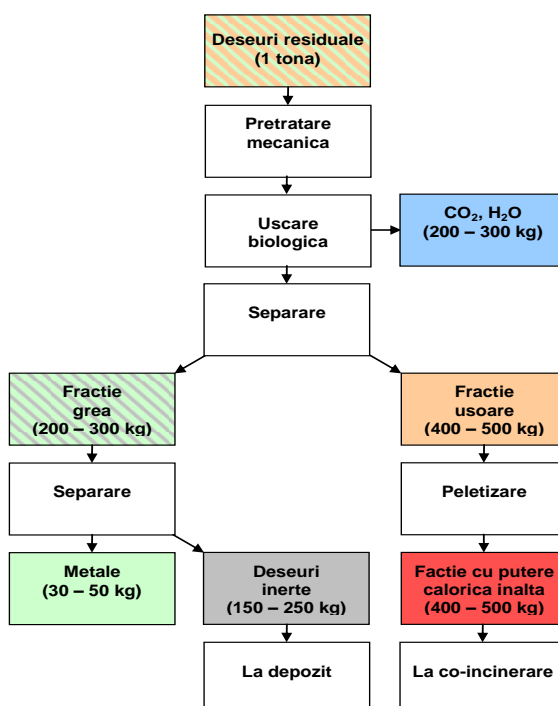 Deseuri residuale
(1 tona)
Pretratare
mecanica
Uscare
biologica
CO₂, H₂O
(200 – 300 kg)
Separare
Fractie
grea
(200 – 300 kg)
Fractie
usoare
(400 – 500 kg)
Separare
Peletizare
Metale
(30 – 50 kg)
Deseuri
inerte
(150 – 250 kg)
Factie cu putere
calorica inalta
(400 – 500 kg)
La depozit
La co-incinerare